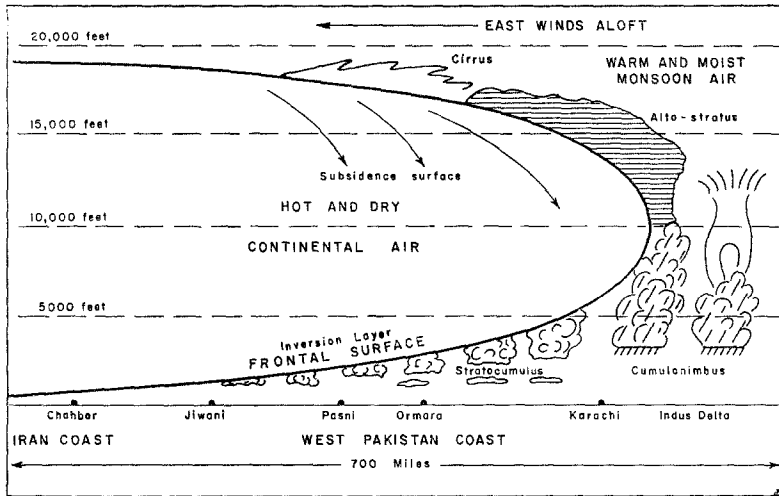 EAST WINDS ALOFT
20,000 feet
Cirrus
WARM AND MOIST
MONSOON AIR
Alto-stratus
15,000 feet
Subsidence surface
HOT AND DRY
10,000 feet
CONTINENTAL AIR
5000 feet
Inversion Layer
FRONTAL SURFACE
Stratocumulus
Cumulonimbus
Chahbar Jiwani Pasni Ormara Karachi Indus Delta
IRAN COAST WEST PAKISTAN COAST
700 Miles